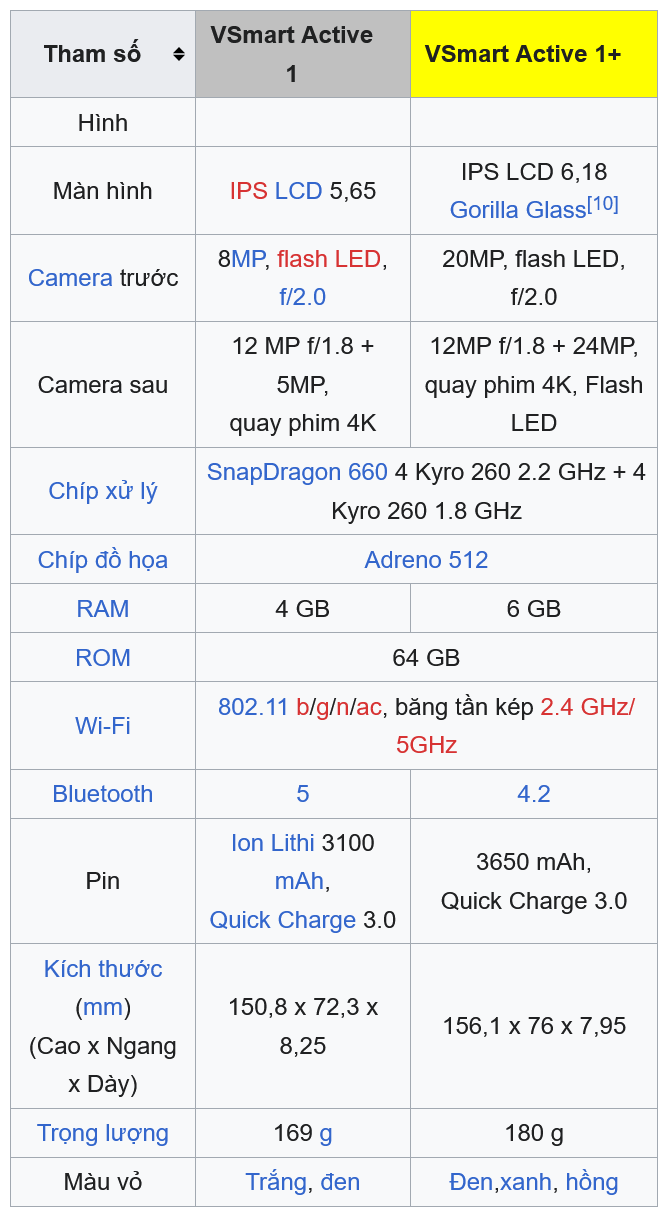 Tham số
VSmart Active
1
VSmart Active 1+
Hình
Màn hình
IPS LCD 5,65
IPS LCD 6,18
Gorilla Glass[10]
Camera trước
8MP, flash LED,
f/2.0
20MP, flash LED,
f/2.0
Camera sau
12 MP f/1.8 +
5MP,
quay phim 4K
12MP f/1.8 + 24MP,
quay phim 4K, Flash
LED
Chíp xử lý
SnapDragon 660 4 Kyro 260 2.2 GHz + 4
Kyro 260 1.8 GHz
Chíp đồ họa
Adreno 512
RAM
4 GB
6 GB
ROM
64 GB
Wi-Fi
802.11 b/g/n/ac, băng tần kép 2.4 GHz/
5GHz
Bluetooth
5
4.2
Pin
Ion Lithi 3100
mAh,
Quick Charge 3.0
3650 mAh,
Quick Charge 3.0
Kích thước
(mm)
(Cao x Ngang
x Dày)
150,8 x 72,3 x
8,25
156,1 x 76 x 7,95
Trọng lượng
169 g
180 g
Màu vỏ
Trắng, đen
Đen,xanh, hồng